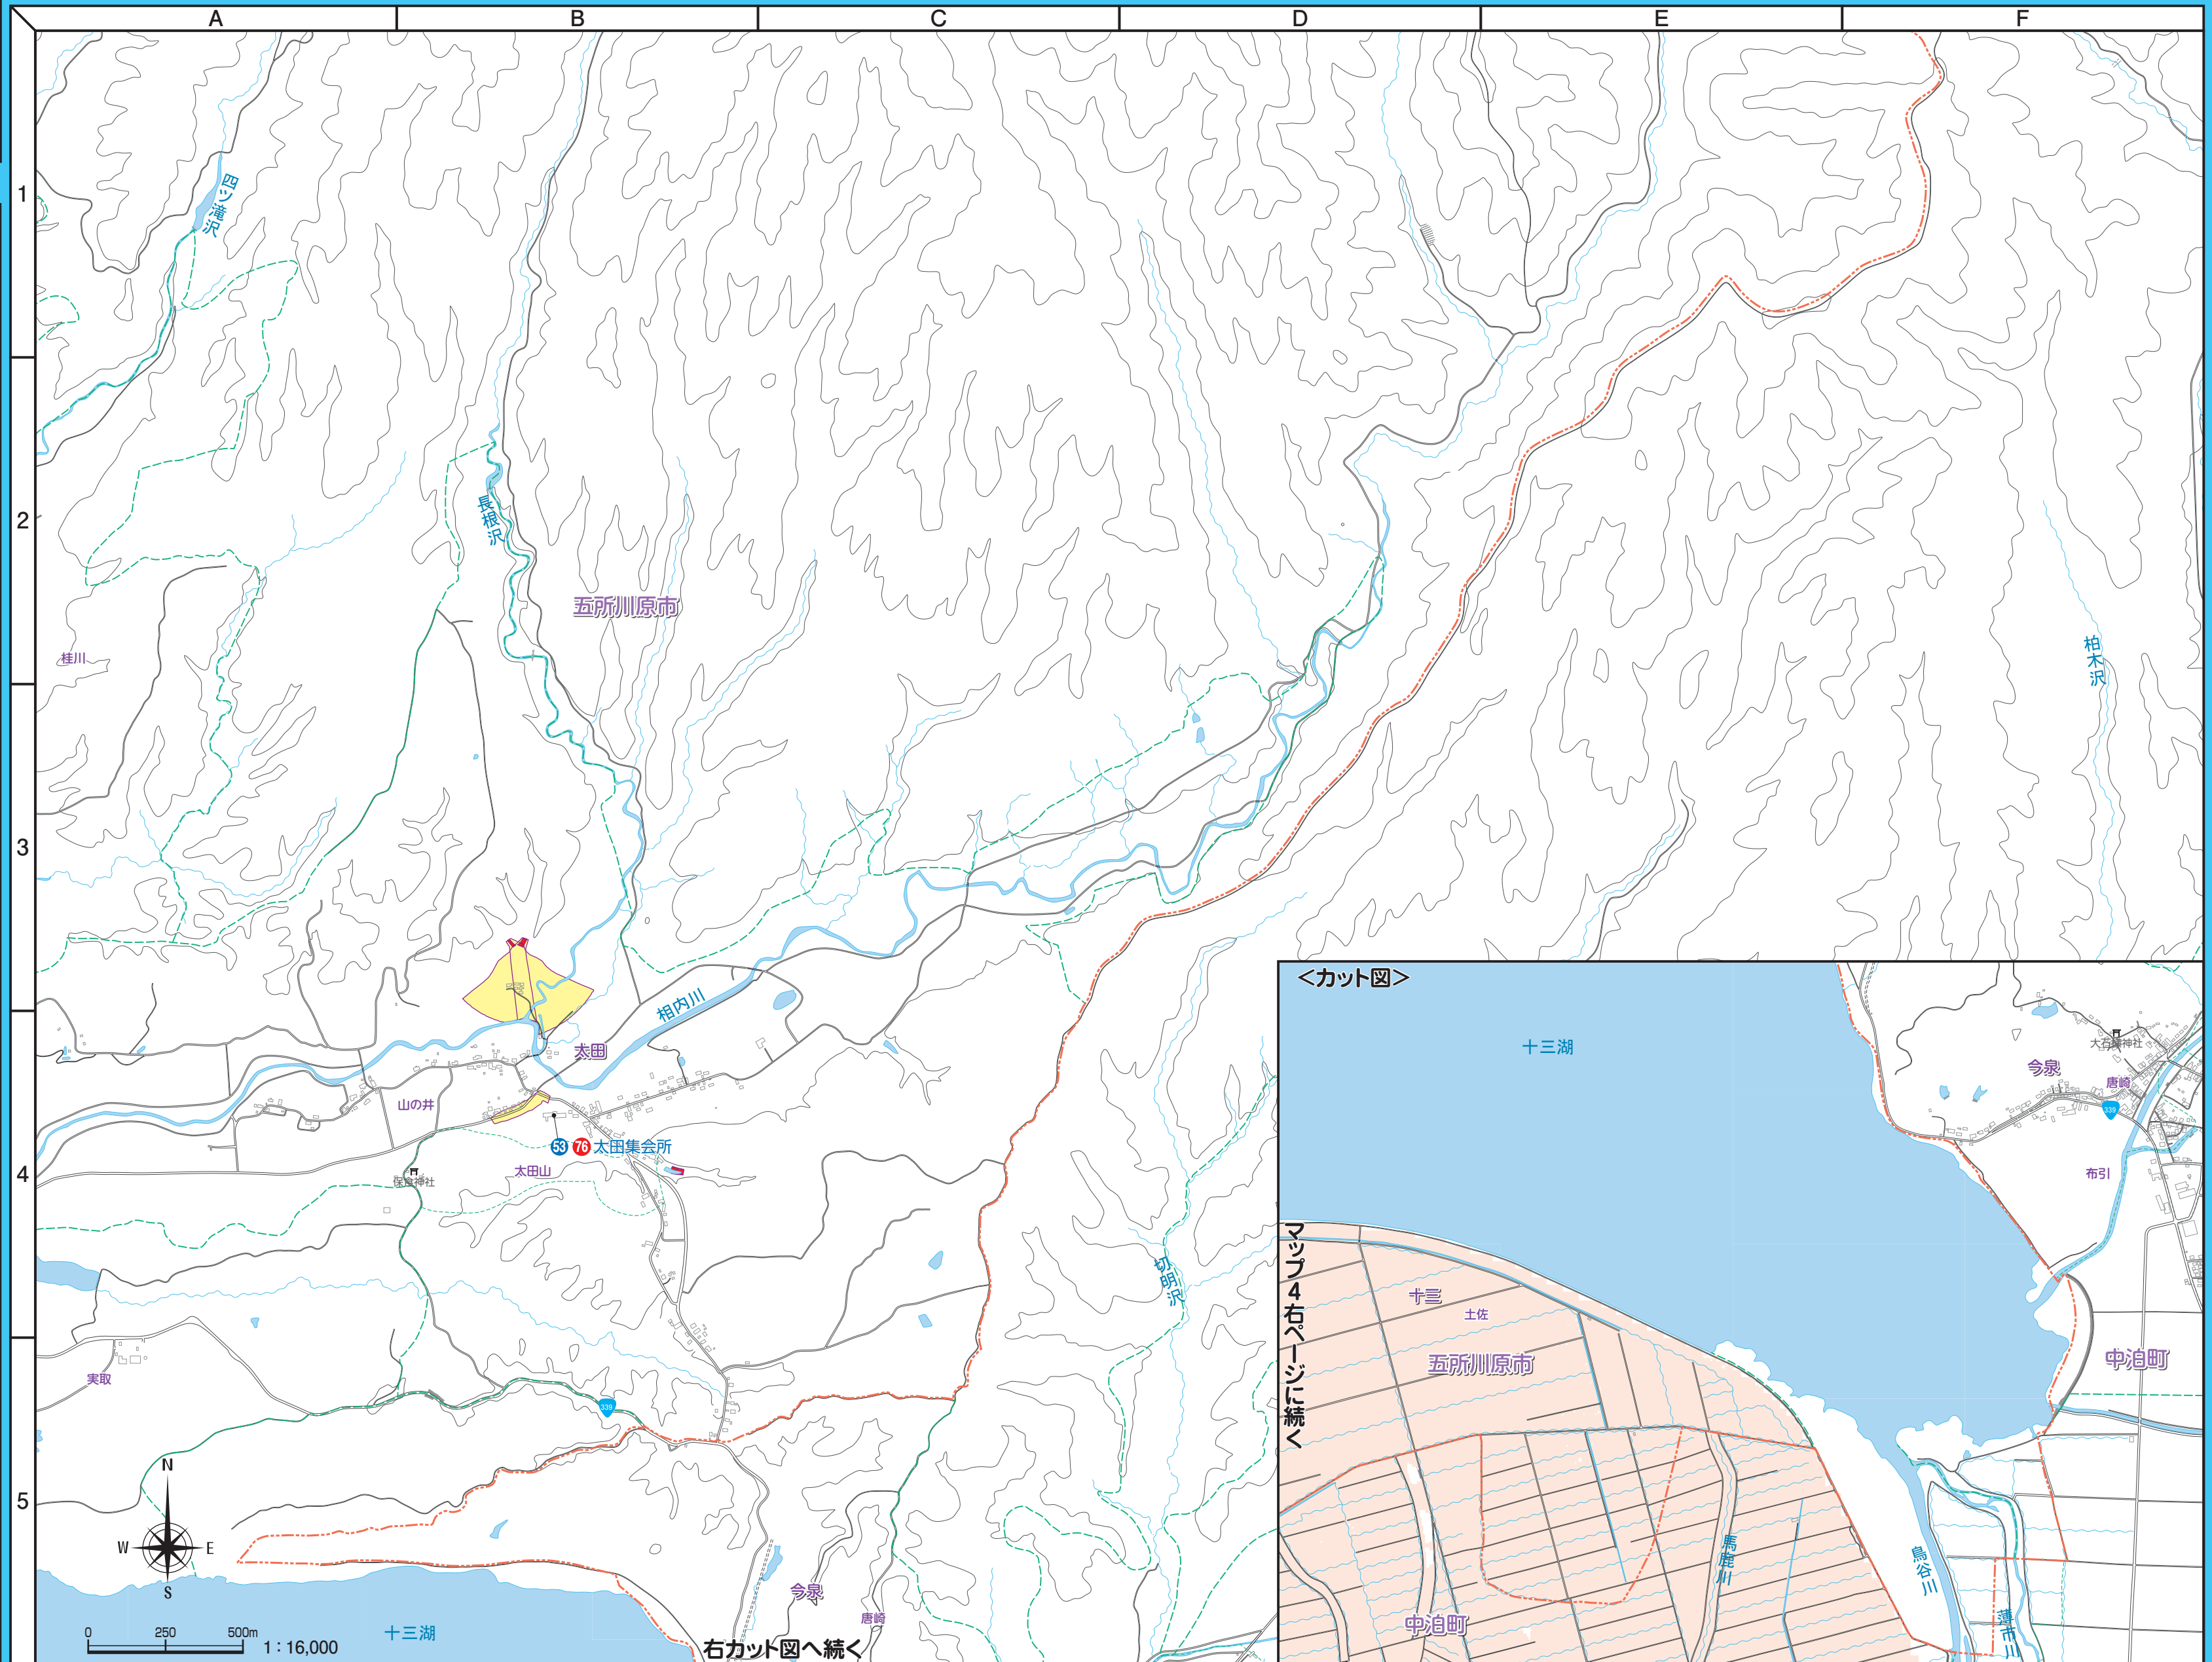 A
B
C
D
E
F
1
2
3
4
5
四ツ滝沢
長根沢
五所川原市
桂川
柏木沢
相内川
太田
山の井
53 76 太田集会所
太田山
保食神社
切明沢
実取
339
今泉
唐崎
十三湖
N
W E
S
0 250 500m
1:16,000
右カット図へ続く
<カット図>
十三湖
今泉
唐崎
339
布引
マップ4右ページに続く
十三
土佐
五所川原市
中泊町
馬鹿川
鳥谷川
薄市川
中泊町